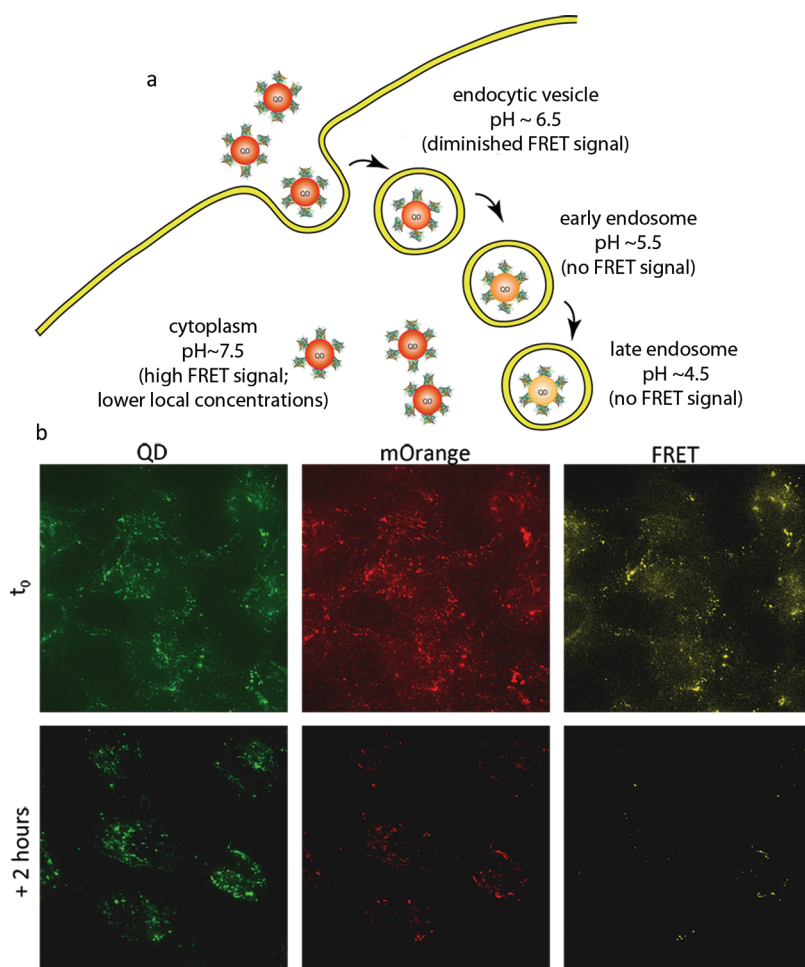 a
QD
QD
QD
endocytic vesicle
pH ~ 6.5
(diminished FRET signal)
QD
early endosome
pH ~5.5
(no FRET signal)
QD
cytoplasm
pH~7.5
(high FRET signal;
lower local concentrations)
QD
QD
QD
late endosome
pH ~4.5
(no FRET signal)
QD
b
QD mOrange FRET
t0
+ 2 hours